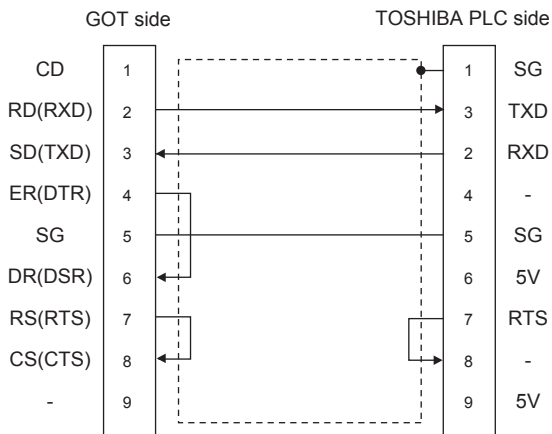 GOT side TOSHIBA PLC side
CD 1 1 SG
RD(RXD) 2 3 TXD
SD(TXD) 3 2 RXD
ER(DTR) 4 4 -
SG 5 5 SG
DR(DSR) 6 6 5V
RS(RTS) 7 7 RTS
CS(CTS) 8 8 -
- 9 9 5V